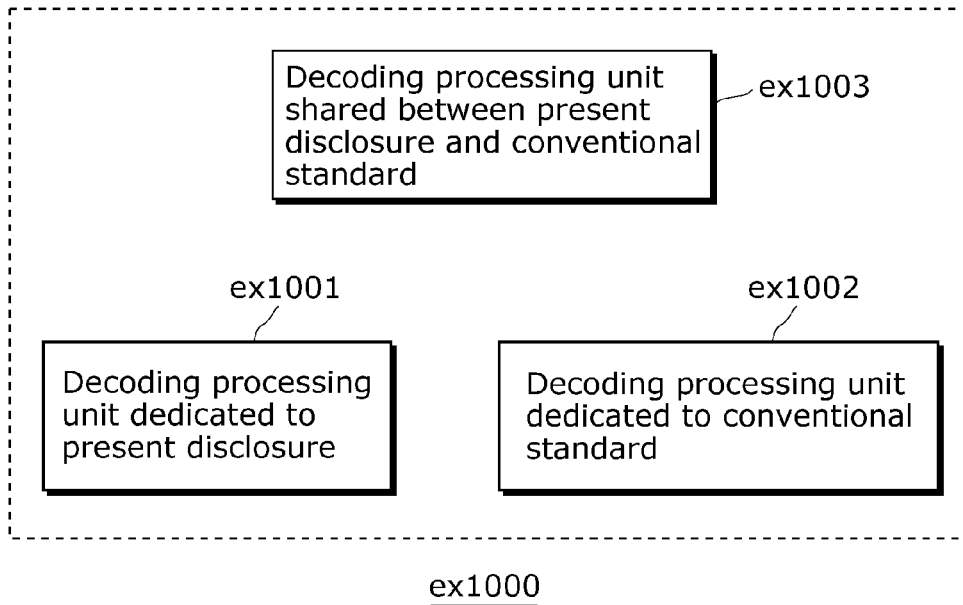 Decoding processing unit
shared between present
disclosure and conventional
standard
ex1003
ex1001
Decoding processing
unit dedicated to
present disclosure
ex1002
Decoding processing unit
dedicated to conventional
standard
ex1000